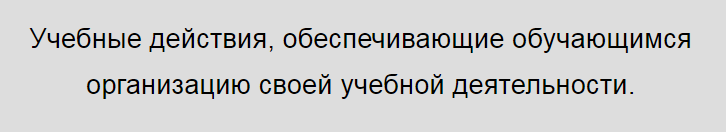 Учебные действия, обеспечивающие обучающимся
организацию своей учебной деятельности.